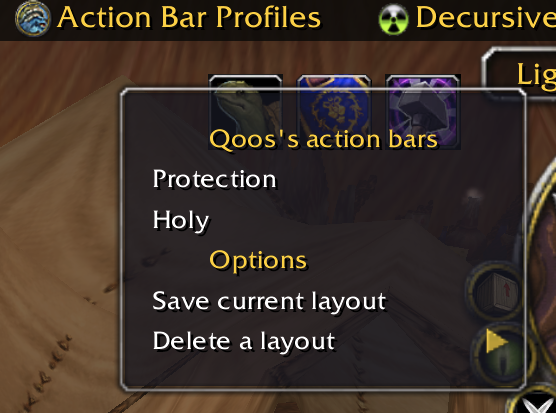 Action Bar Profiles
Decursive
Lig
Qoos's action bars
Protection
Holy
Options
Save current layout
Delete a layout